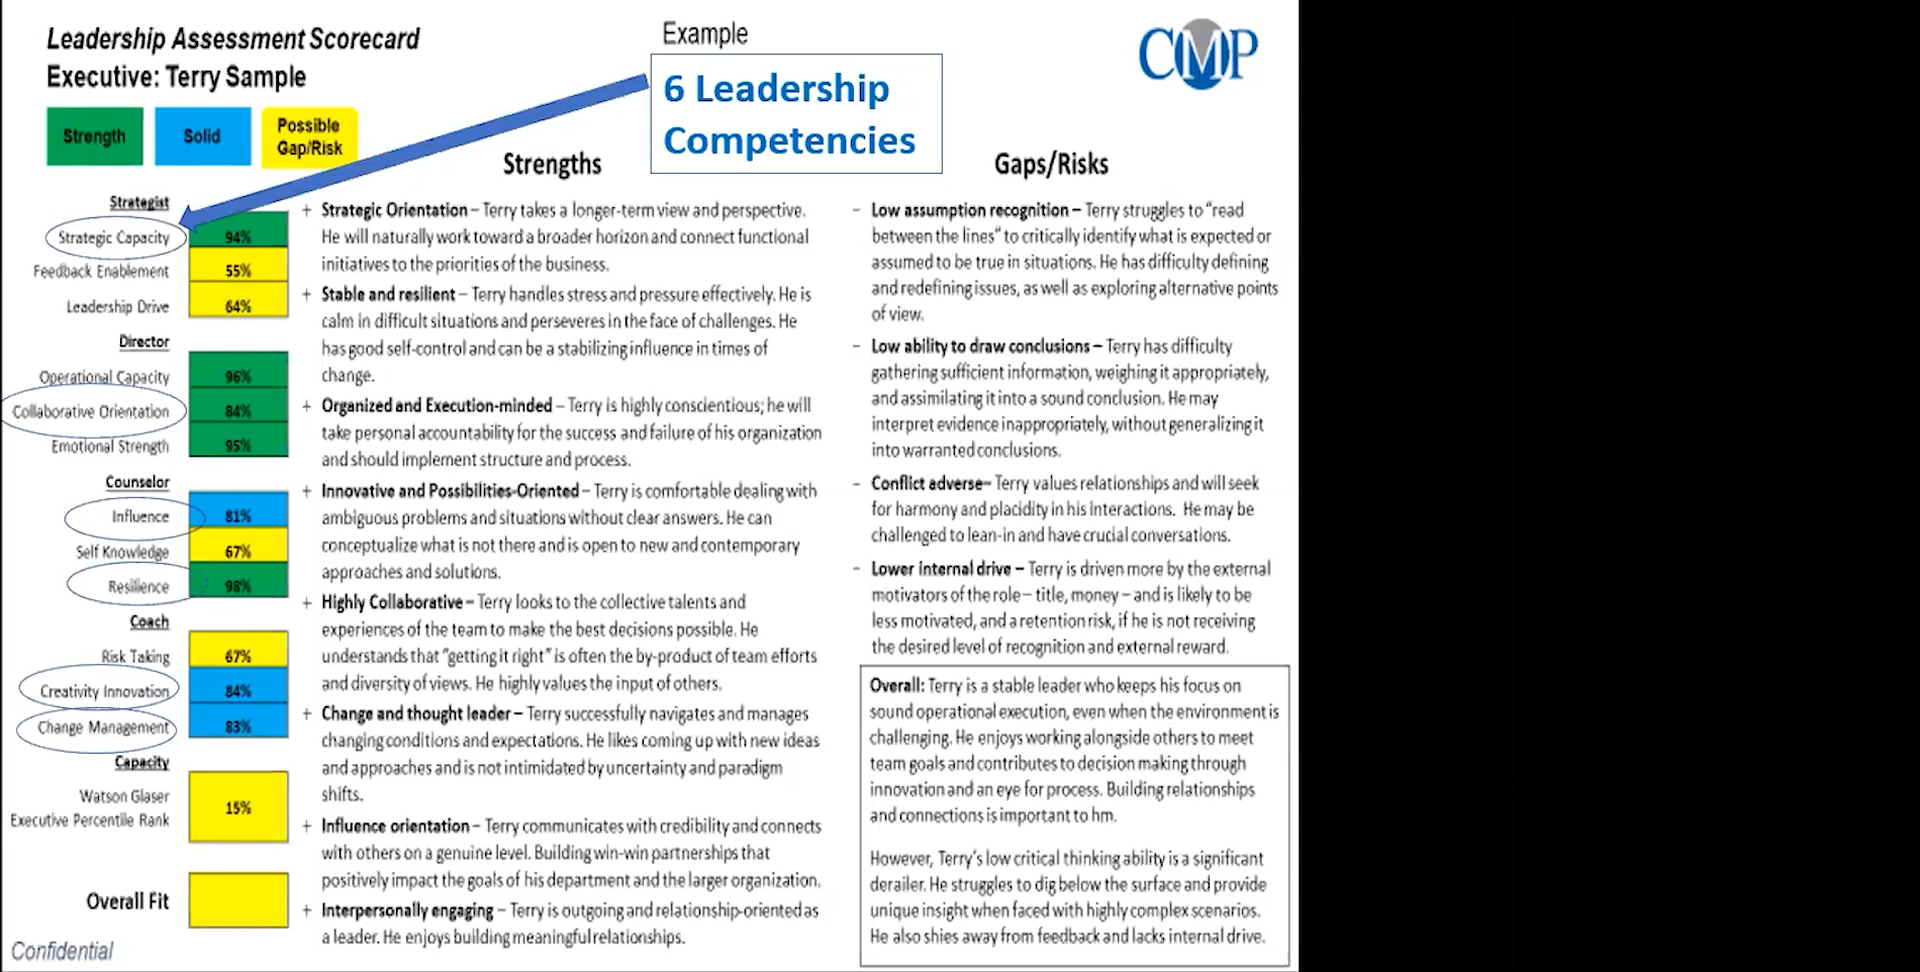 Leadership Assessment Scorecard
Executive: Terry Sample
Example
6 Leadership
Competencies
CMP
Strength
Solid
Possible
Gap/Risk
Strategist
Strategic Capacity 94%
Feedback Enablement 55%
Leadership Drive 64%
Director
Operational Capacity 96%
Collaborative Orientation 84%
Emotional Strength 95%
Counselor
Influence 81%
Self Knowledge 67%
Resilience 98%
Coach
Risk Taking 67%
Creativity Innovation 84%
Change Management 83%
Capacity
Watson Glaser
Executive Percentile Rank 15%
Overall Fit
Confidential
Strengths
+ Strategic Orientation – Terry takes a longer-term view and perspective.
He will naturally work toward a broader horizon and connect functional
initiatives to the priorities of the business.
+ Stable and resilient – Terry handles stress and pressure effectively. He is
calm in difficult situations and perseveres in the face of challenges. He
has good self-control and can be a stabilizing influence in times of
change.
+ Organized and Execution-minded – Terry is highly conscientious; he will
take personal accountability for the success and failure of his organization
and should implement structure and process.
+ Innovative and Possibilities-Oriented – Terry is comfortable dealing with
ambiguous problems and situations without clear answers. He can
conceptualize what is not there and is open to new and contemporary
approaches and solutions.
+ Highly Collaborative – Terry looks to the collective talents and
experiences of the team to make the best decisions possible. He
understands that "getting it right" is often the by-product of team efforts
and diversity of views. He highly values the input of others.
+ Change and thought leader – Terry successfully navigates and manages
changing conditions and expectations. He likes coming up with new ideas
and approaches and is not intimidated by uncertainty and paradigm
shifts.
+ Influence orientation – Terry communicates with credibility and connects
with others on a genuine level. Building win-win partnerships that
positively impact the goals of his department and the larger organization.
+ Interpersonally engaging – Terry is outgoing and relationship-oriented as
a leader. He enjoys building meaningful relationships.
Gaps/Risks
– Low assumption recognition – Terry struggles to "read
between the lines" to critically identify what is expected or
assumed to be true in situations. He has difficulty defining
and redefining issues, as well as exploring alternative points
of view.
– Low ability to draw conclusions – Terry has difficulty
gathering sufficient information, weighing it appropriately,
and assimilating it into a sound conclusion. He may
interpret evidence inappropriately, without generalizing it
into warranted conclusions.
– Conflict adverse– Terry values relationships and will seek
for harmony and placidity in his interactions. He may be
challenged to lean-in and have crucial conversations.
– Lower internal drive – Terry is driven more by the external
motivators of the role – title, money – and is likely to be
less motivated, and a retention risk, if he is not receiving
the desired level of recognition and external reward.
Overall: Terry is a stable leader who keeps his focus on
sound operational execution, even when the environment is
challenging. He enjoys working alongside others to meet
team goals and contributes to decision making through
innovation and an eye for process. Building relationships
and connections is important to hm.
However, Terry's low critical thinking ability is a significant
derailer. He struggles to dig below the surface and provide
unique insight when faced with highly complex scenarios.
He also shies away from feedback and lacks internal drive.